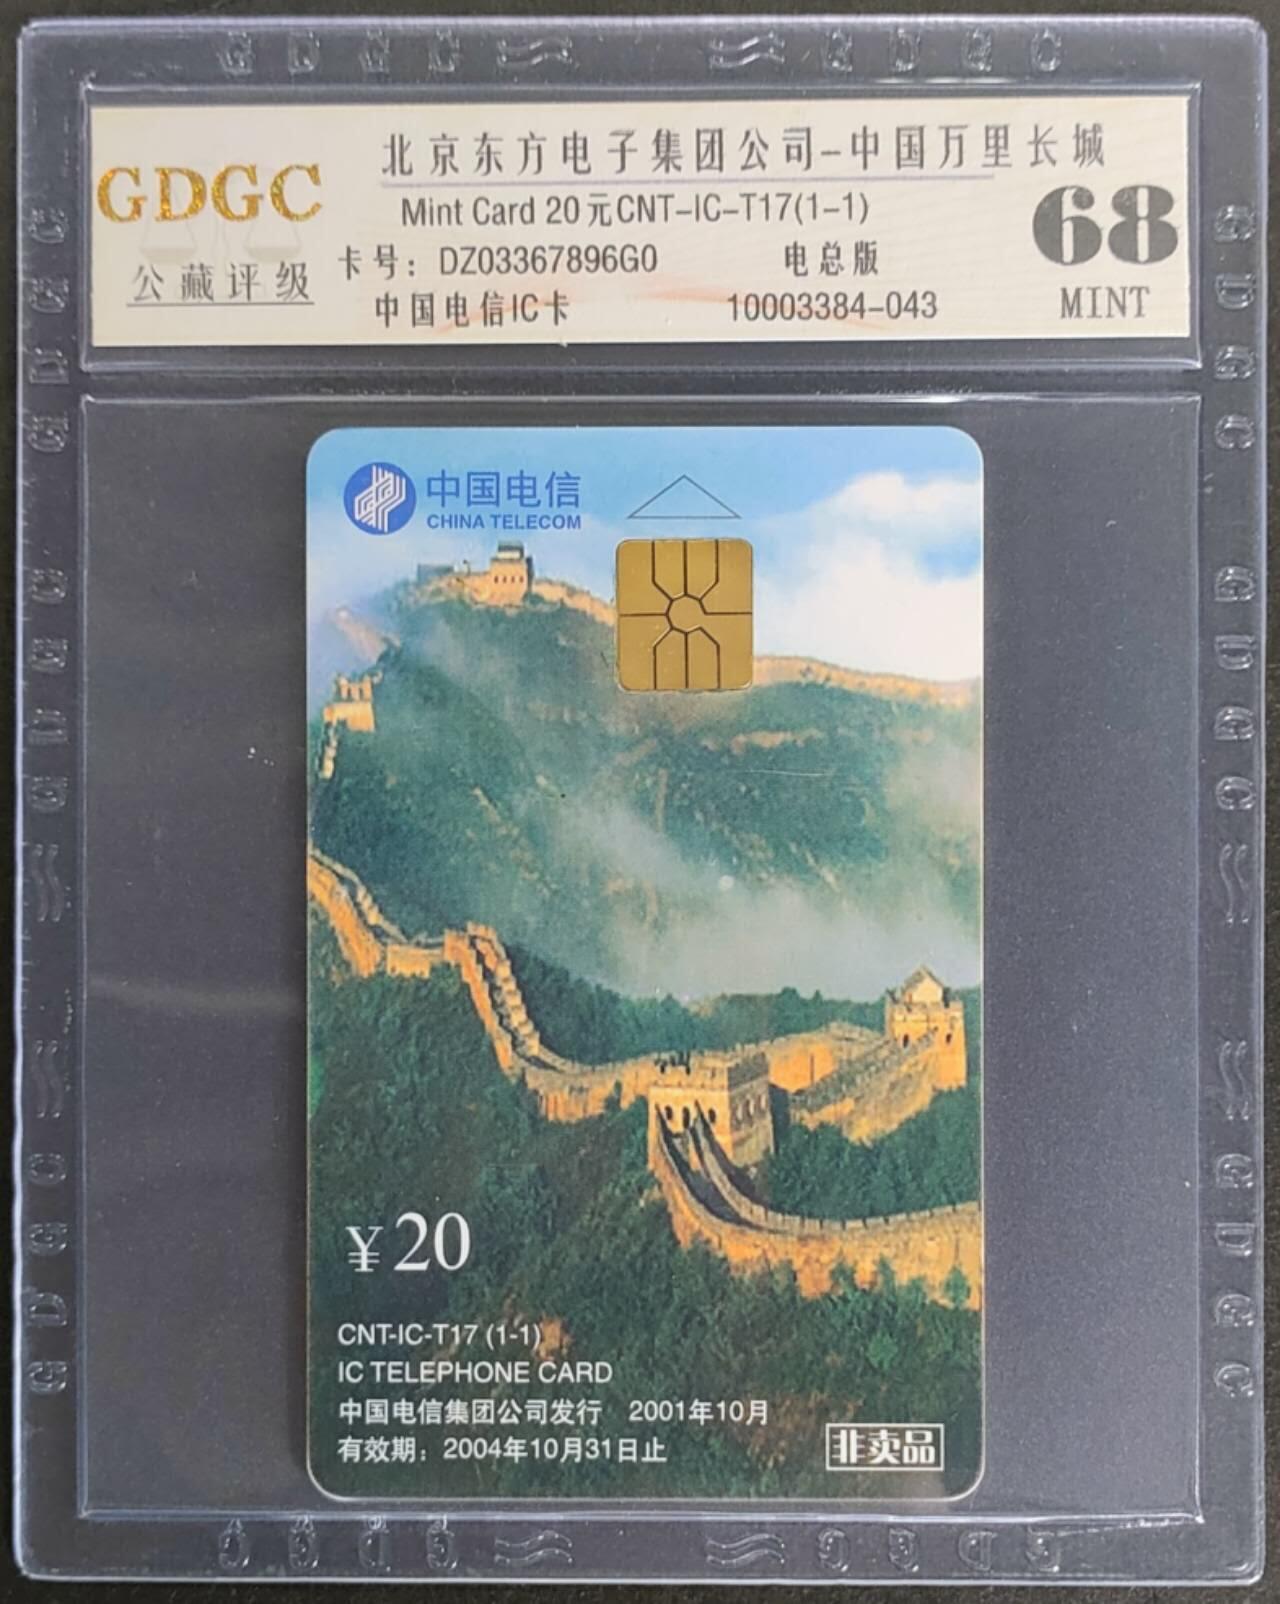 北京东方电子集团公司-中国万里长城
GDGC
Mint Card 20元CNT-IC-T17(1-1)
68
卡号：DZ03367896G0
电总版
公藏评级
中国电信IC卡
10003384-043
MINT
中国电信
CHINA TELECOM
¥20
CNT-IC-T17 (1-1)
IC TELEPHONE CARD
中国电信集团公司发行 2001年10月
有效期：2004年10月31日止
非卖品